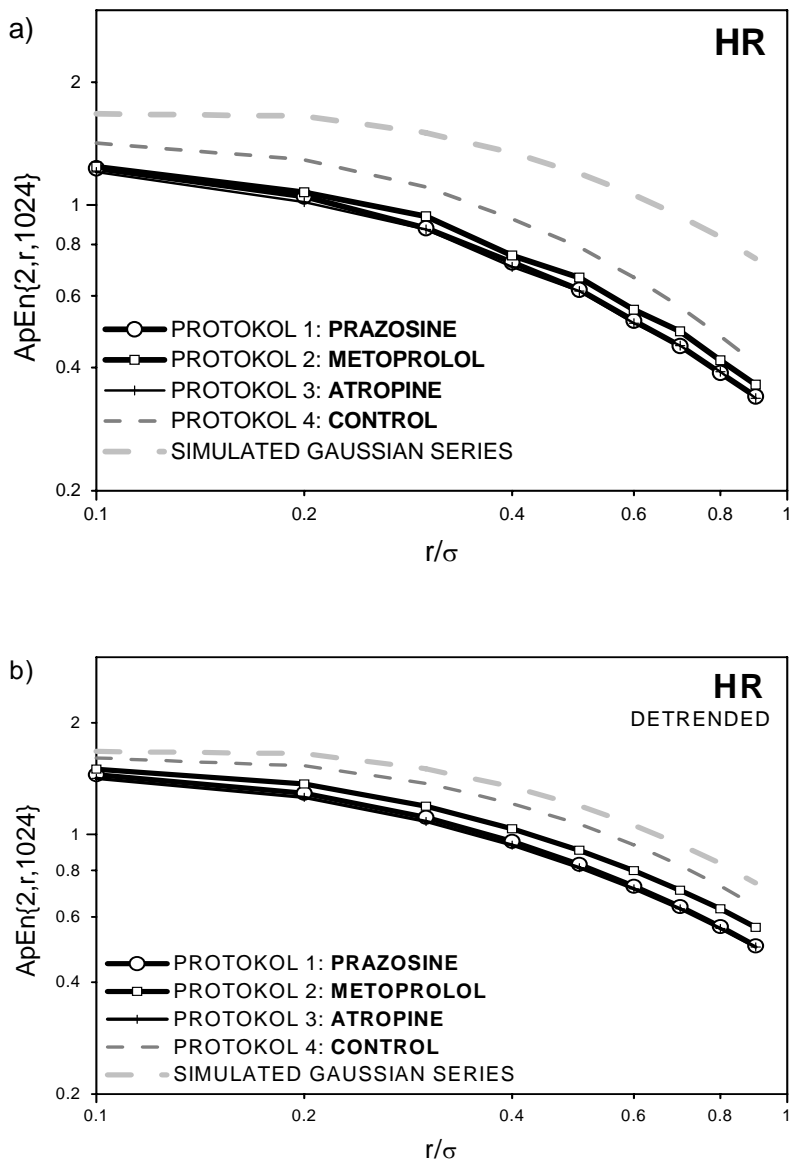 a)
HR
2
1
0.8
0.6
0.4
0.2
ApEn{2,r,1024}
PROTOKOL 1: PRAZOSINE
PROTOKOL 2: METOPROLOL
PROTOKOL 3: ATROPINE
PROTOKOL 4: CONTROL
SIMULATED GAUSSIAN SERIES
0.1 0.2 0.4 0.6 0.8 1
r/σ
b)
HR
DETRENDED
2
1
0.8
0.6
0.4
0.2
ApEn{2,r,1024}
PROTOKOL 1: PRAZOSINE
PROTOKOL 2: METOPROLOL
PROTOKOL 3: ATROPINE
PROTOKOL 4: CONTROL
SIMULATED GAUSSIAN SERIES
0.1 0.2 0.4 0.6 0.8 1
r/σ